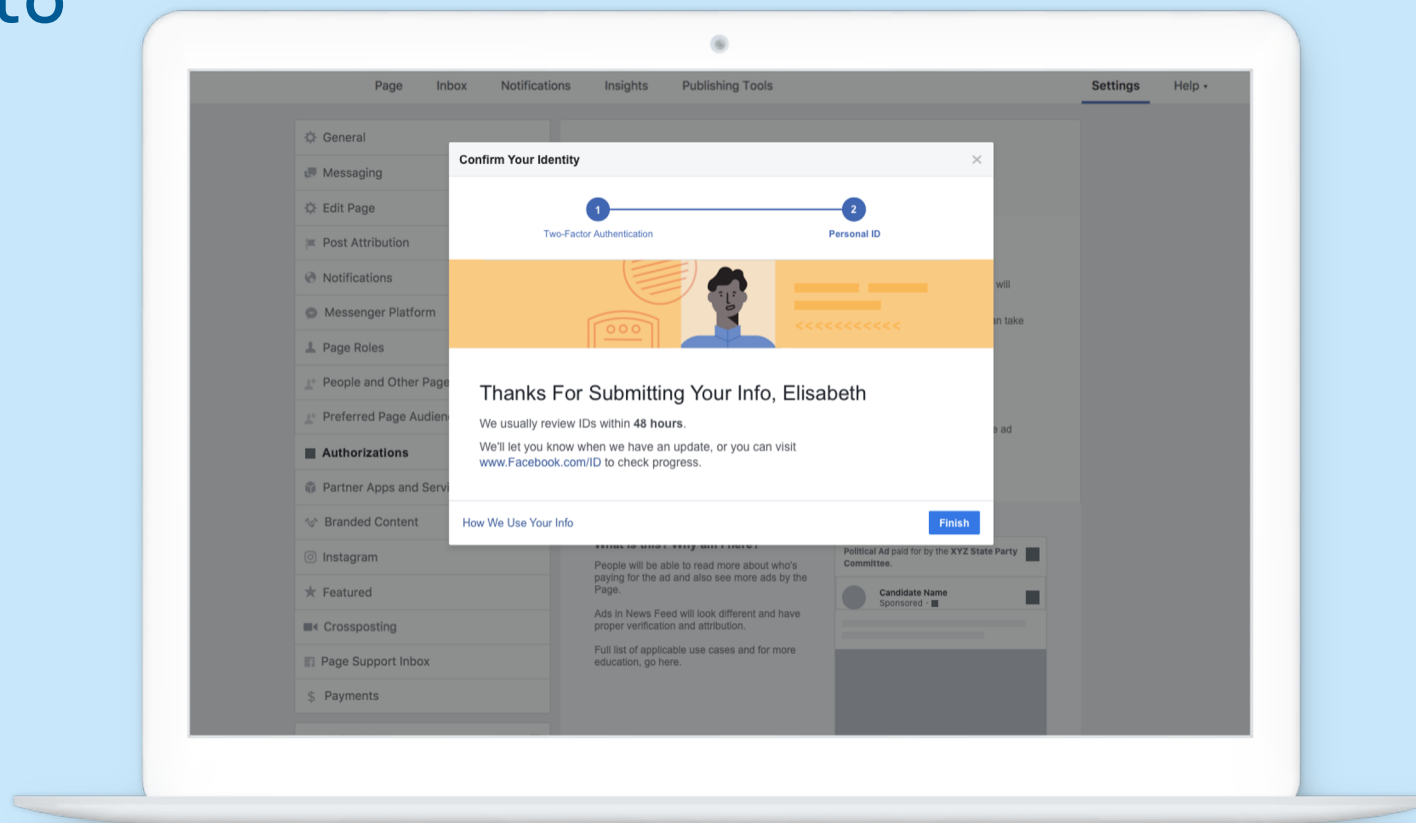 to
Page Inbox Notifications Insights Publishing Tools Settings Help
General
Messaging
Edit Page
Post Attribution
Notifications
Messenger Platform
Page Roles
People and Other Page
Preferred Page Audien
Authorizations
Partner Apps and Servi
Branded Content
Instagram
Featured
Crossposting
Page Support Inbox
$ Payments
Confirm Your Identity
1 2
Two-Factor Authentication Personal ID
<<<<<<<<<<<
Thanks For Submitting Your Info, Elisabeth
We usually review IDs within 48 hours.
We'll let you know when we have an update, or you can visit
www.Facebook.com/ID to check progress.
How We Use Your Info Finish
will
an take
e ad
What is this? Why am I here?
People will be able to read more about who's
paying for the ad and also see more ads by the
Page.
Ads in News Feed will look different and have
proper verification and attribution.
Full list of applicable use cases and for more
education, go here.
Political Ad paid for by the XYZ State Party
Committee.
Candidate Name
Sponsored -